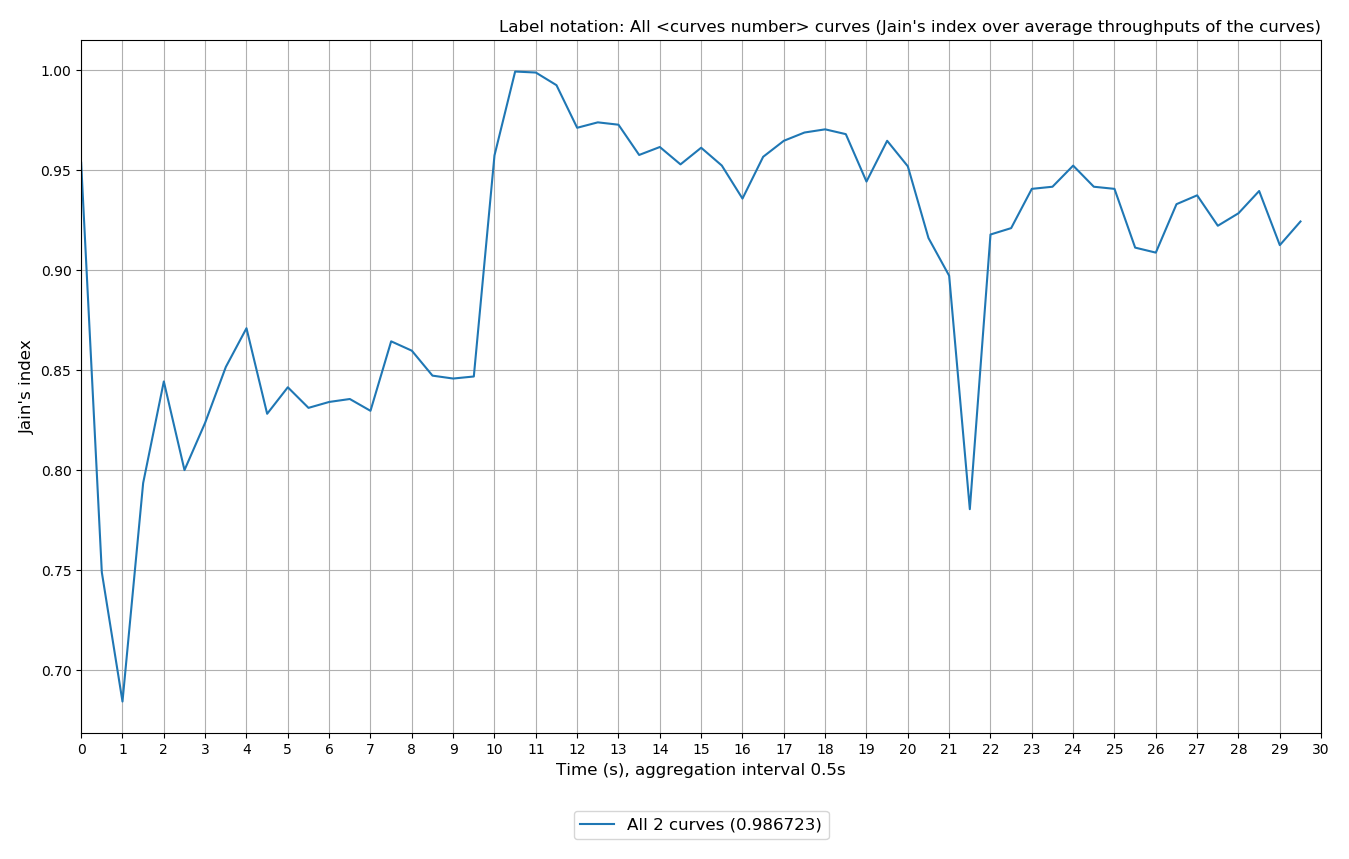 Label notation: All <curves number> curves (Jain's index over average throughputs of the curves)
1.00
0.95
0.90
0.85
0.80
0.75
0.70
Jain's index
0 1 2 3 4 5 6 7 8 9 10 11 12 13 14 15 16 17 18 19 20 21 22 23 24 25 26 27 28 29 30
Time (s), aggregation interval 0.5s
All 2 curves (0.986723)